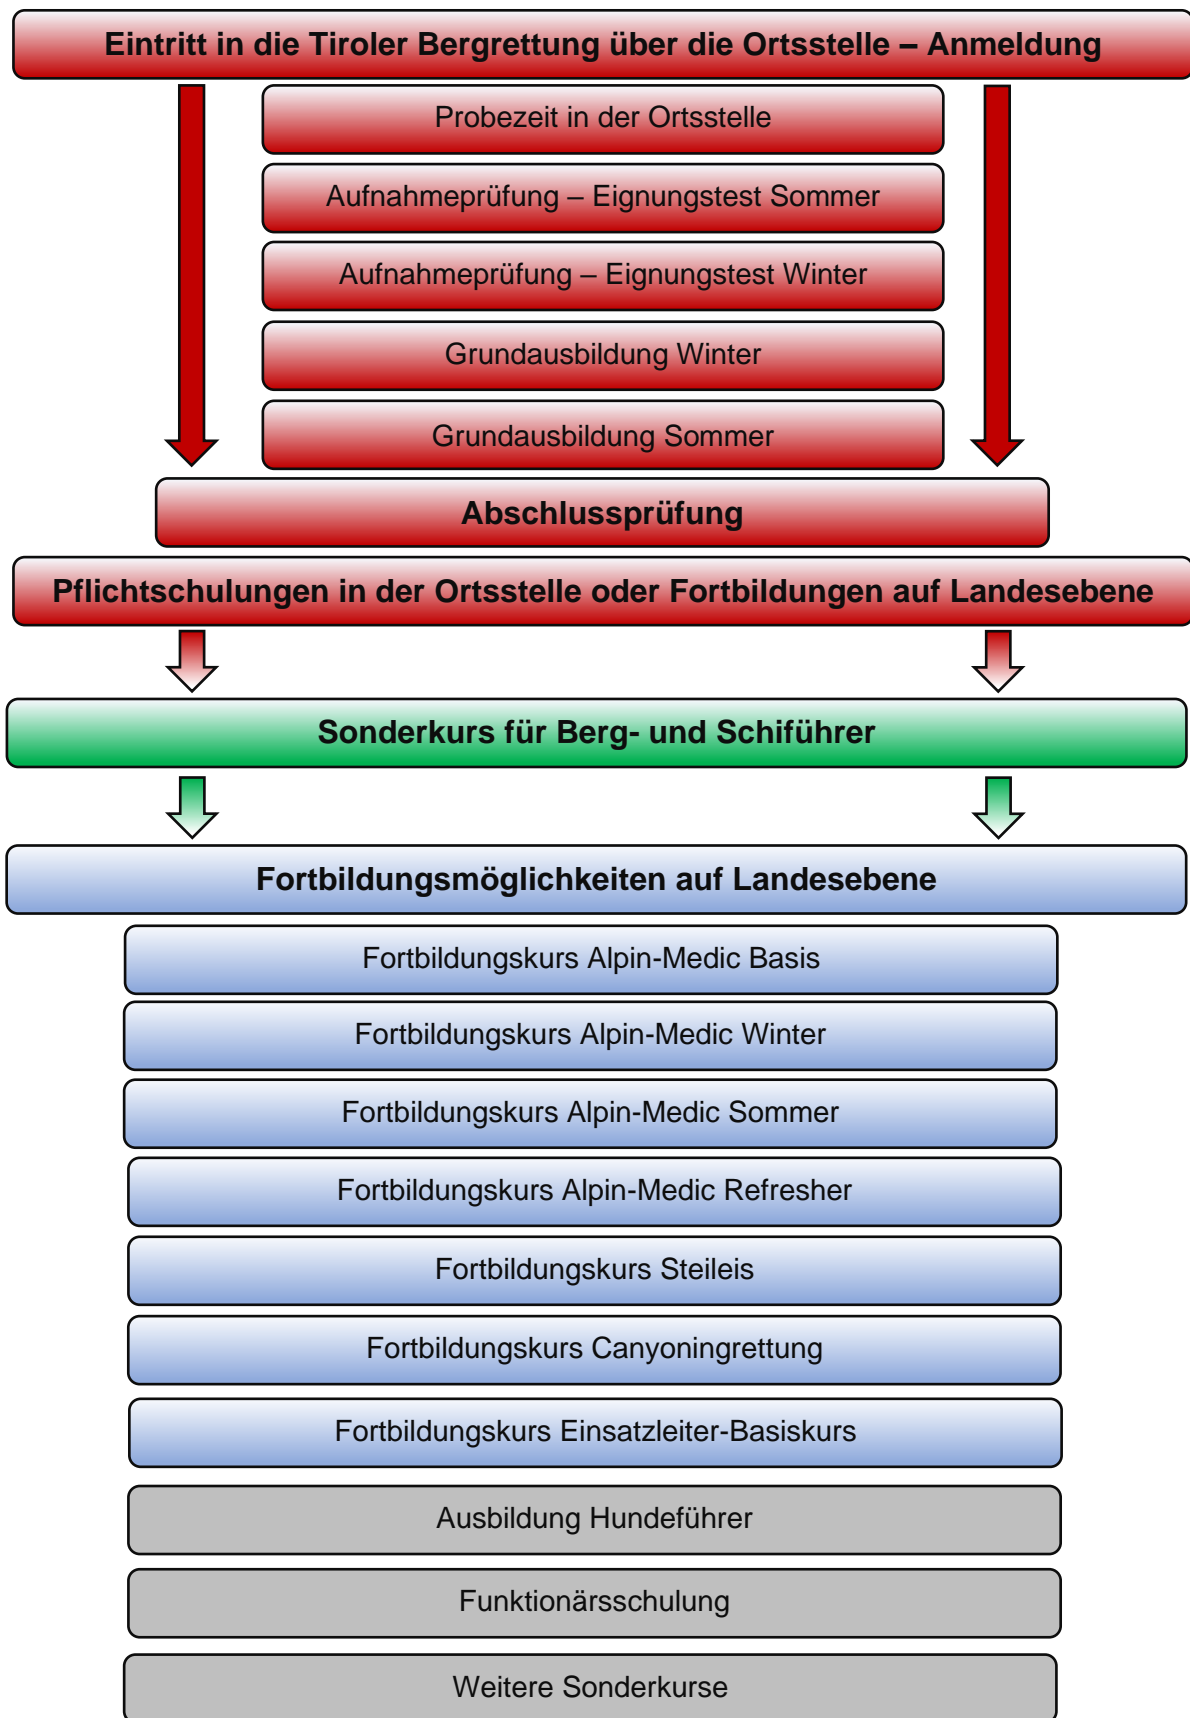 Eintritt in die Tiroler Bergrettung über die Ortsstelle – Anmeldung
Probezeit in der Ortsstelle
Aufnahmeprüfung – Eignungstest Sommer
Aufnahmeprüfung – Eignungstest Winter
Grundausbildung Winter
Grundausbildung Sommer
Abschlussprüfung
Pflichtschulungen in der Ortsstelle oder Fortbildungen auf Landesebene
Sonderkurs für Berg- und Schiführer
Fortbildungsmöglichkeiten auf Landesebene
Fortbildungskurs Alpin-Medic Basis
Fortbildungskurs Alpin-Medic Winter
Fortbildungskurs Alpin-Medic Sommer
Fortbildungskurs Alpin-Medic Refresher
Fortbildungskurs Steileis
Fortbildungskurs Canyoningrettung
Fortbildungskurs Einsatzleiter-Basiskurs
Ausbildung Hundeführer
Funktionärsschulung
Weitere Sonderkurse